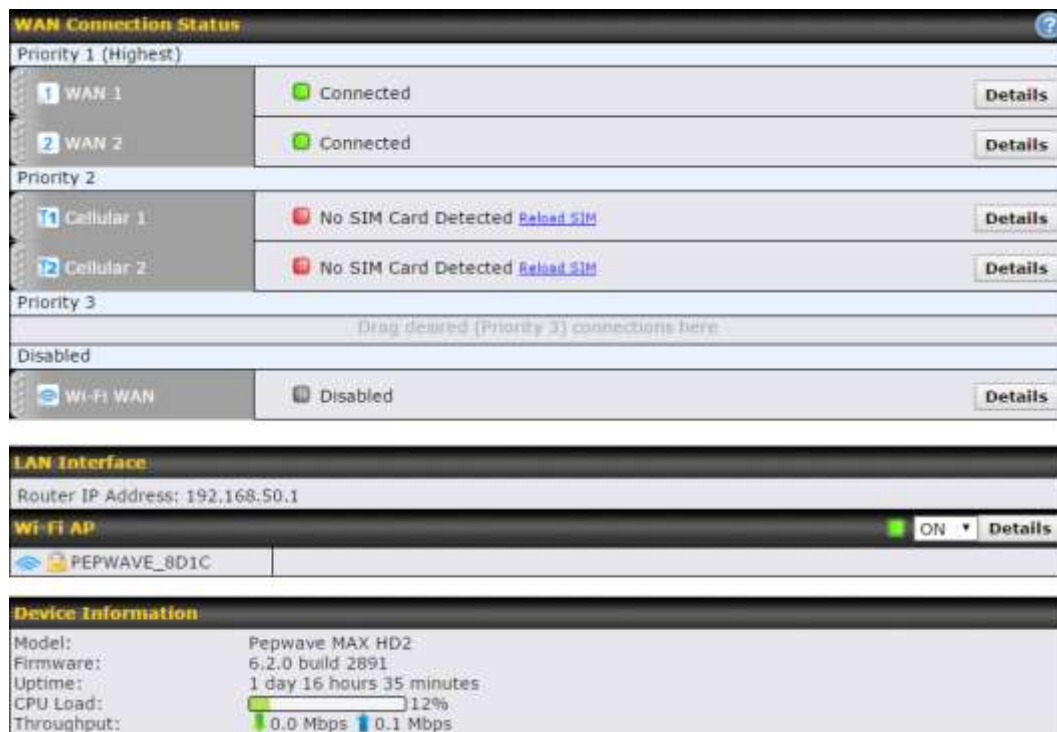 WAN Connection Status
Priority 1 (Highest)
1 WAN 1 Connected Details
2 WAN 2 Connected Details
Priority 2
1 Cellular 1 No SIM Card Detected Reload SIM Details
2 Cellular 2 No SIM Card Detected Reload SIM Details
Priority 3
Drag desired (Priority 3) connections here
Disabled
Wi-Fi WAN Disabled Details
LAN Interface
Router IP Address: 192.168.50.1
Wi-Fi AP ON Details
PEPWAVE_8D1C
Device Information
Model: Pepwave MAX HD2
Firmware: 6.2.0 build 2891
Uptime: 1 day 16 hours 35 minutes
CPU Load: 12%
Throughput: 0.0 Mbps 0.1 Mbps